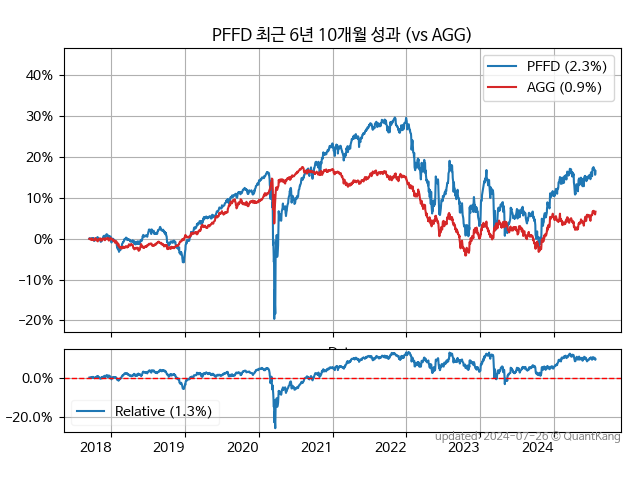 PFFD 최근 6년 10개월 성과 (vs AGG)
PFFD (2.3%)
AGG (0.9%)
40%
30%
20%
10%
0%
−10%
−20%
0.0%
−20.0%
Relative (1.3%)
2018 2019 2020 2021 2022 2023 2024
updated: 2024-07-26 © QuantKang